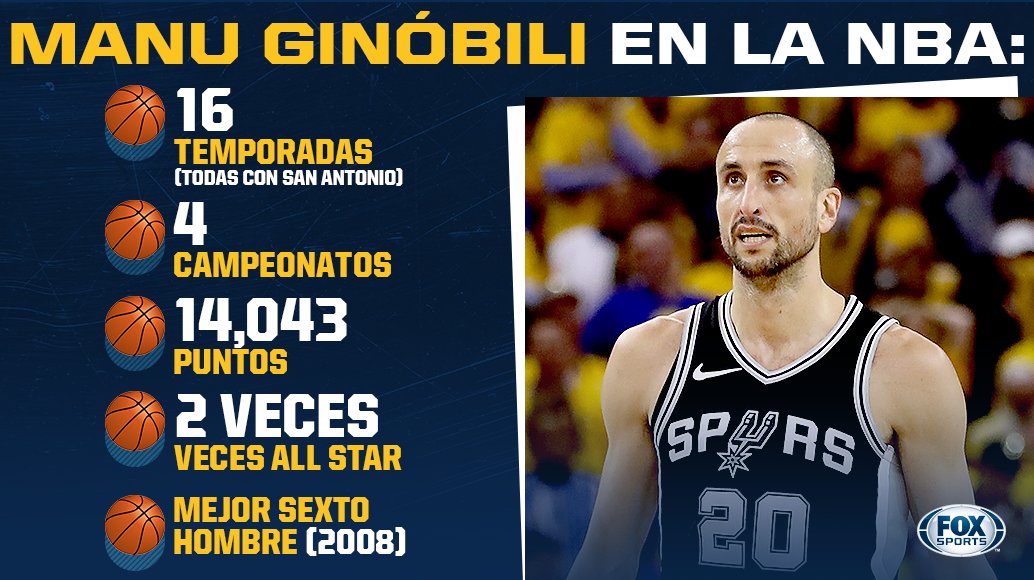 MANU GINÓBILI EN LA NBA:
16
TEMPORADAS
(TODAS CON SAN ANTONIO)
4
CAMPEONATOS
14,043
PUNTOS
2 VECES
VECES ALL STAR
MEJOR SEXTO
HOMBRE (2008)
SPURS
20
FOX
SPORTS